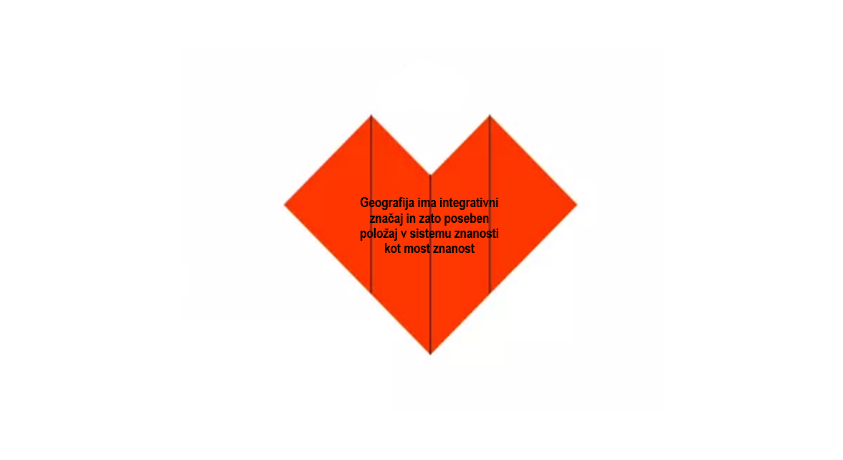 Geografija ima integrativni
značaj in zato poseben
položaj v sistemu znanosti
kot most znanost